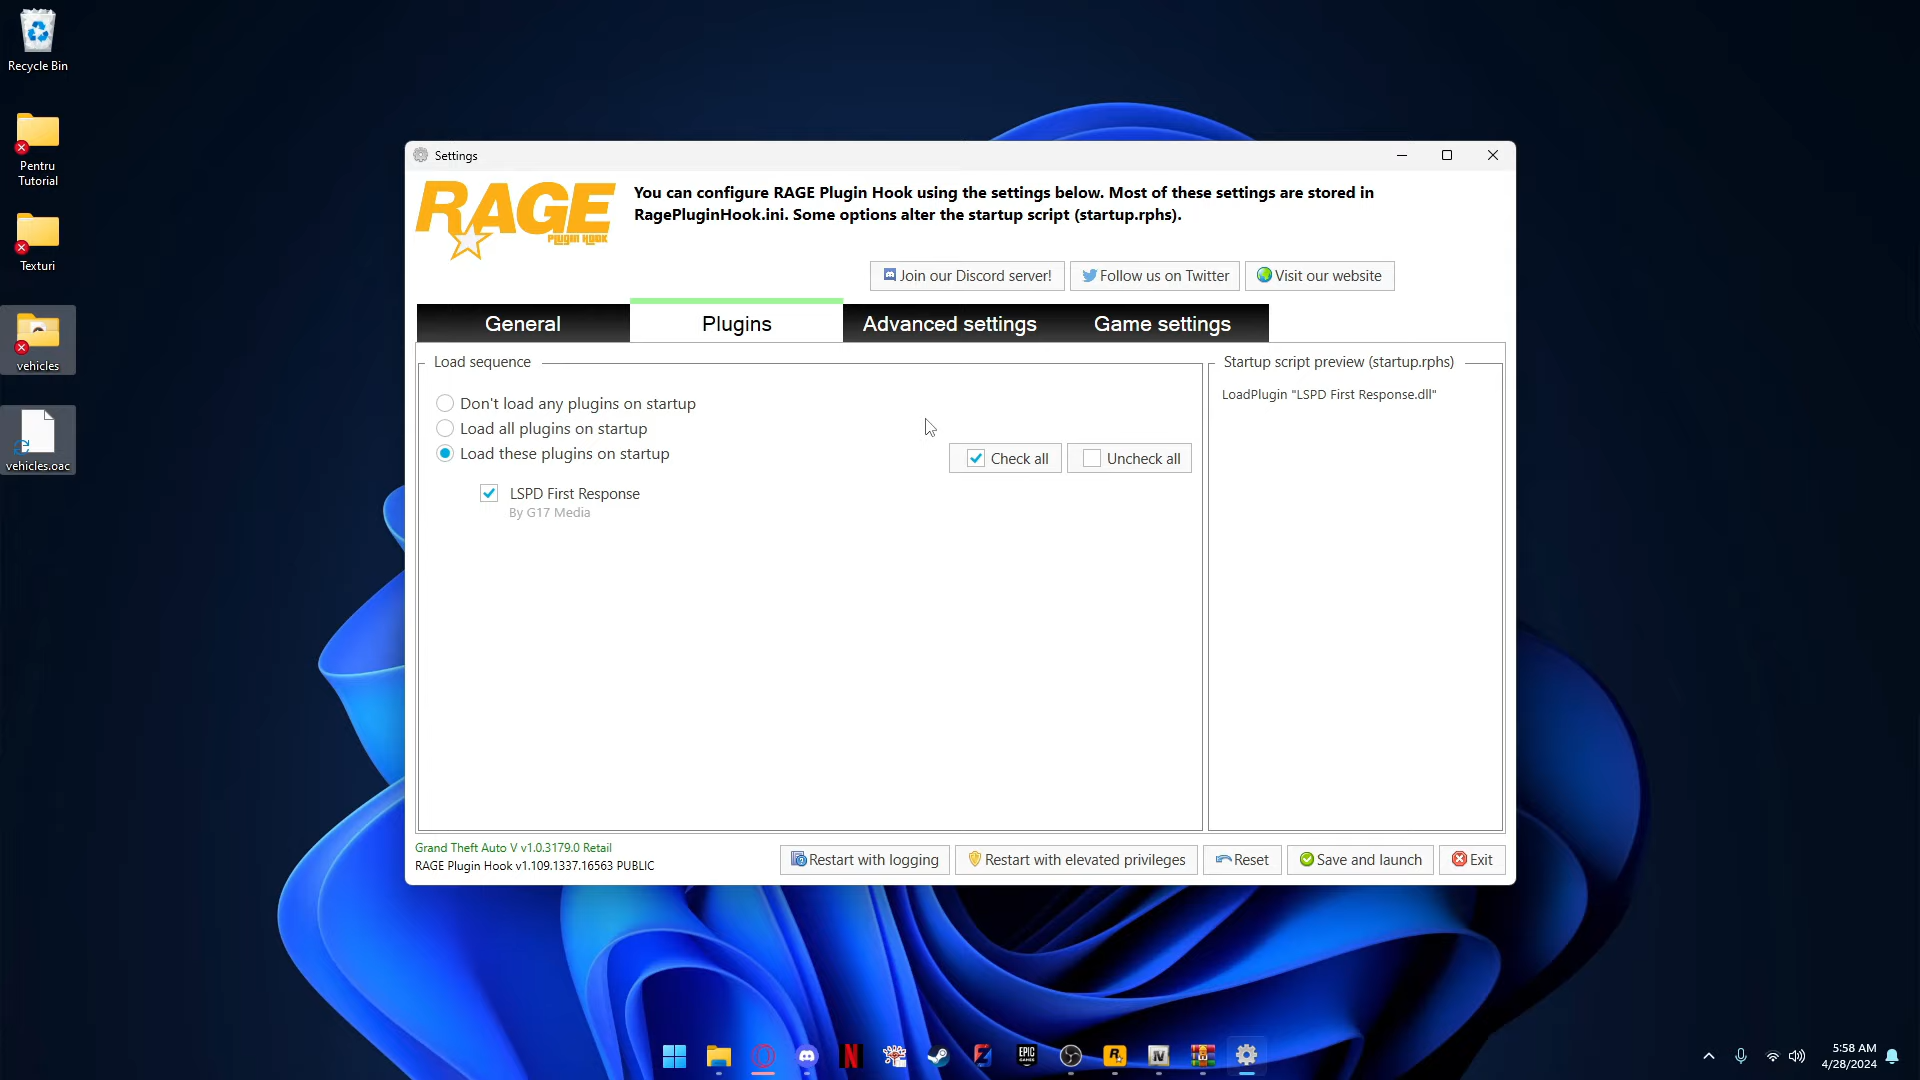 Recycle Bin
Pentru
Tutorial
Texturi
vehicles
vehicles.oac
Settings
RAGE
PLUGIN HOOK
You can configure RAGE Plugin Hook using the settings below. Most of these settings are stored in
RagePluginHook.ini. Some options alter the startup script (startup.rphs).
Join our Discord server!
Follow us on Twitter
Visit our website
General
Plugins
Advanced settings
Game settings
Load sequence
Don't load any plugins on startup
Load all plugins on startup
Load these plugins on startup
Check all
Uncheck all
LSPD First Response
By G17 Media
Startup script preview (startup.rphs)
LoadPlugin "LSPD First Response.dll"
Grand Theft Auto V v1.0.3179.0 Retail
RAGE Plugin Hook v1.109.1337.16563 PUBLIC
Restart with logging
Restart with elevated privileges
Reset
Save and launch
Exit
N
EPIC
GAMES
R
IV
5:58 AM
4/28/2024